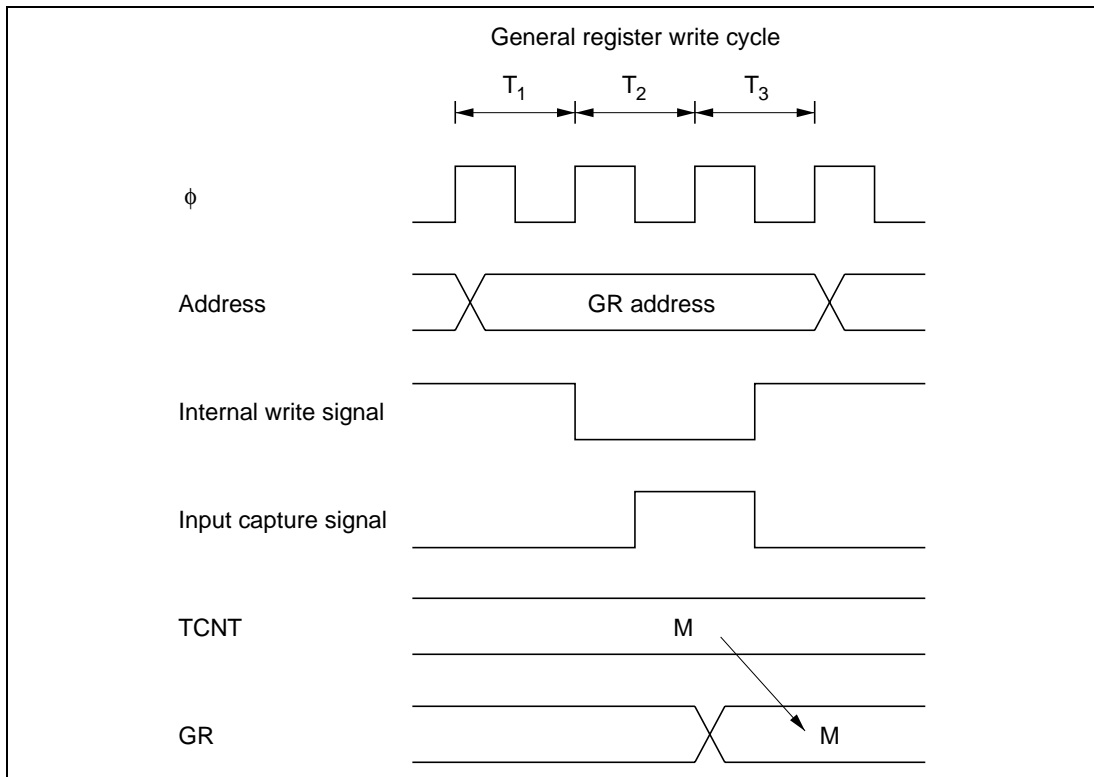 General register write cycle
T1 T2 T3
φ
Address GR address
Internal write signal
Input capture signal
TCNT M
GR M